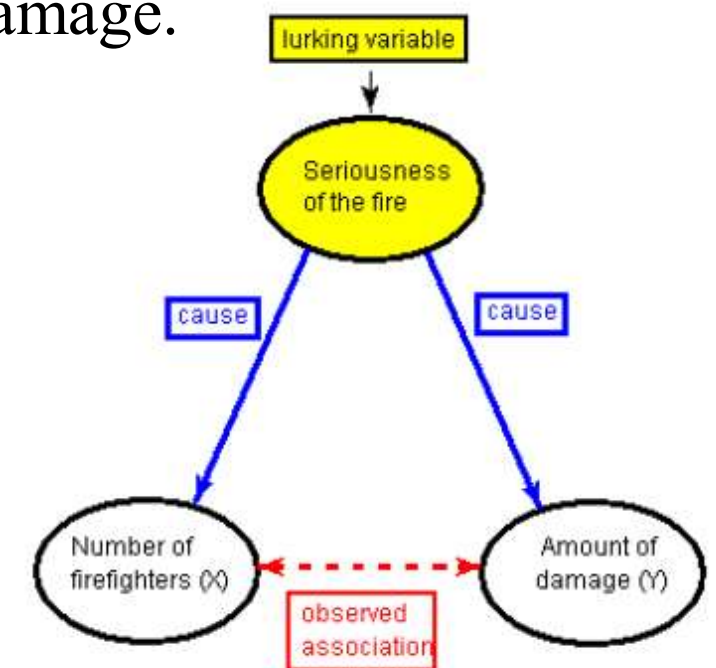 amage.
lurking variable
Seriousness
of the fire
cause
cause
Number of
firefighters (X)
Amount of
damage (Y)
observed
association